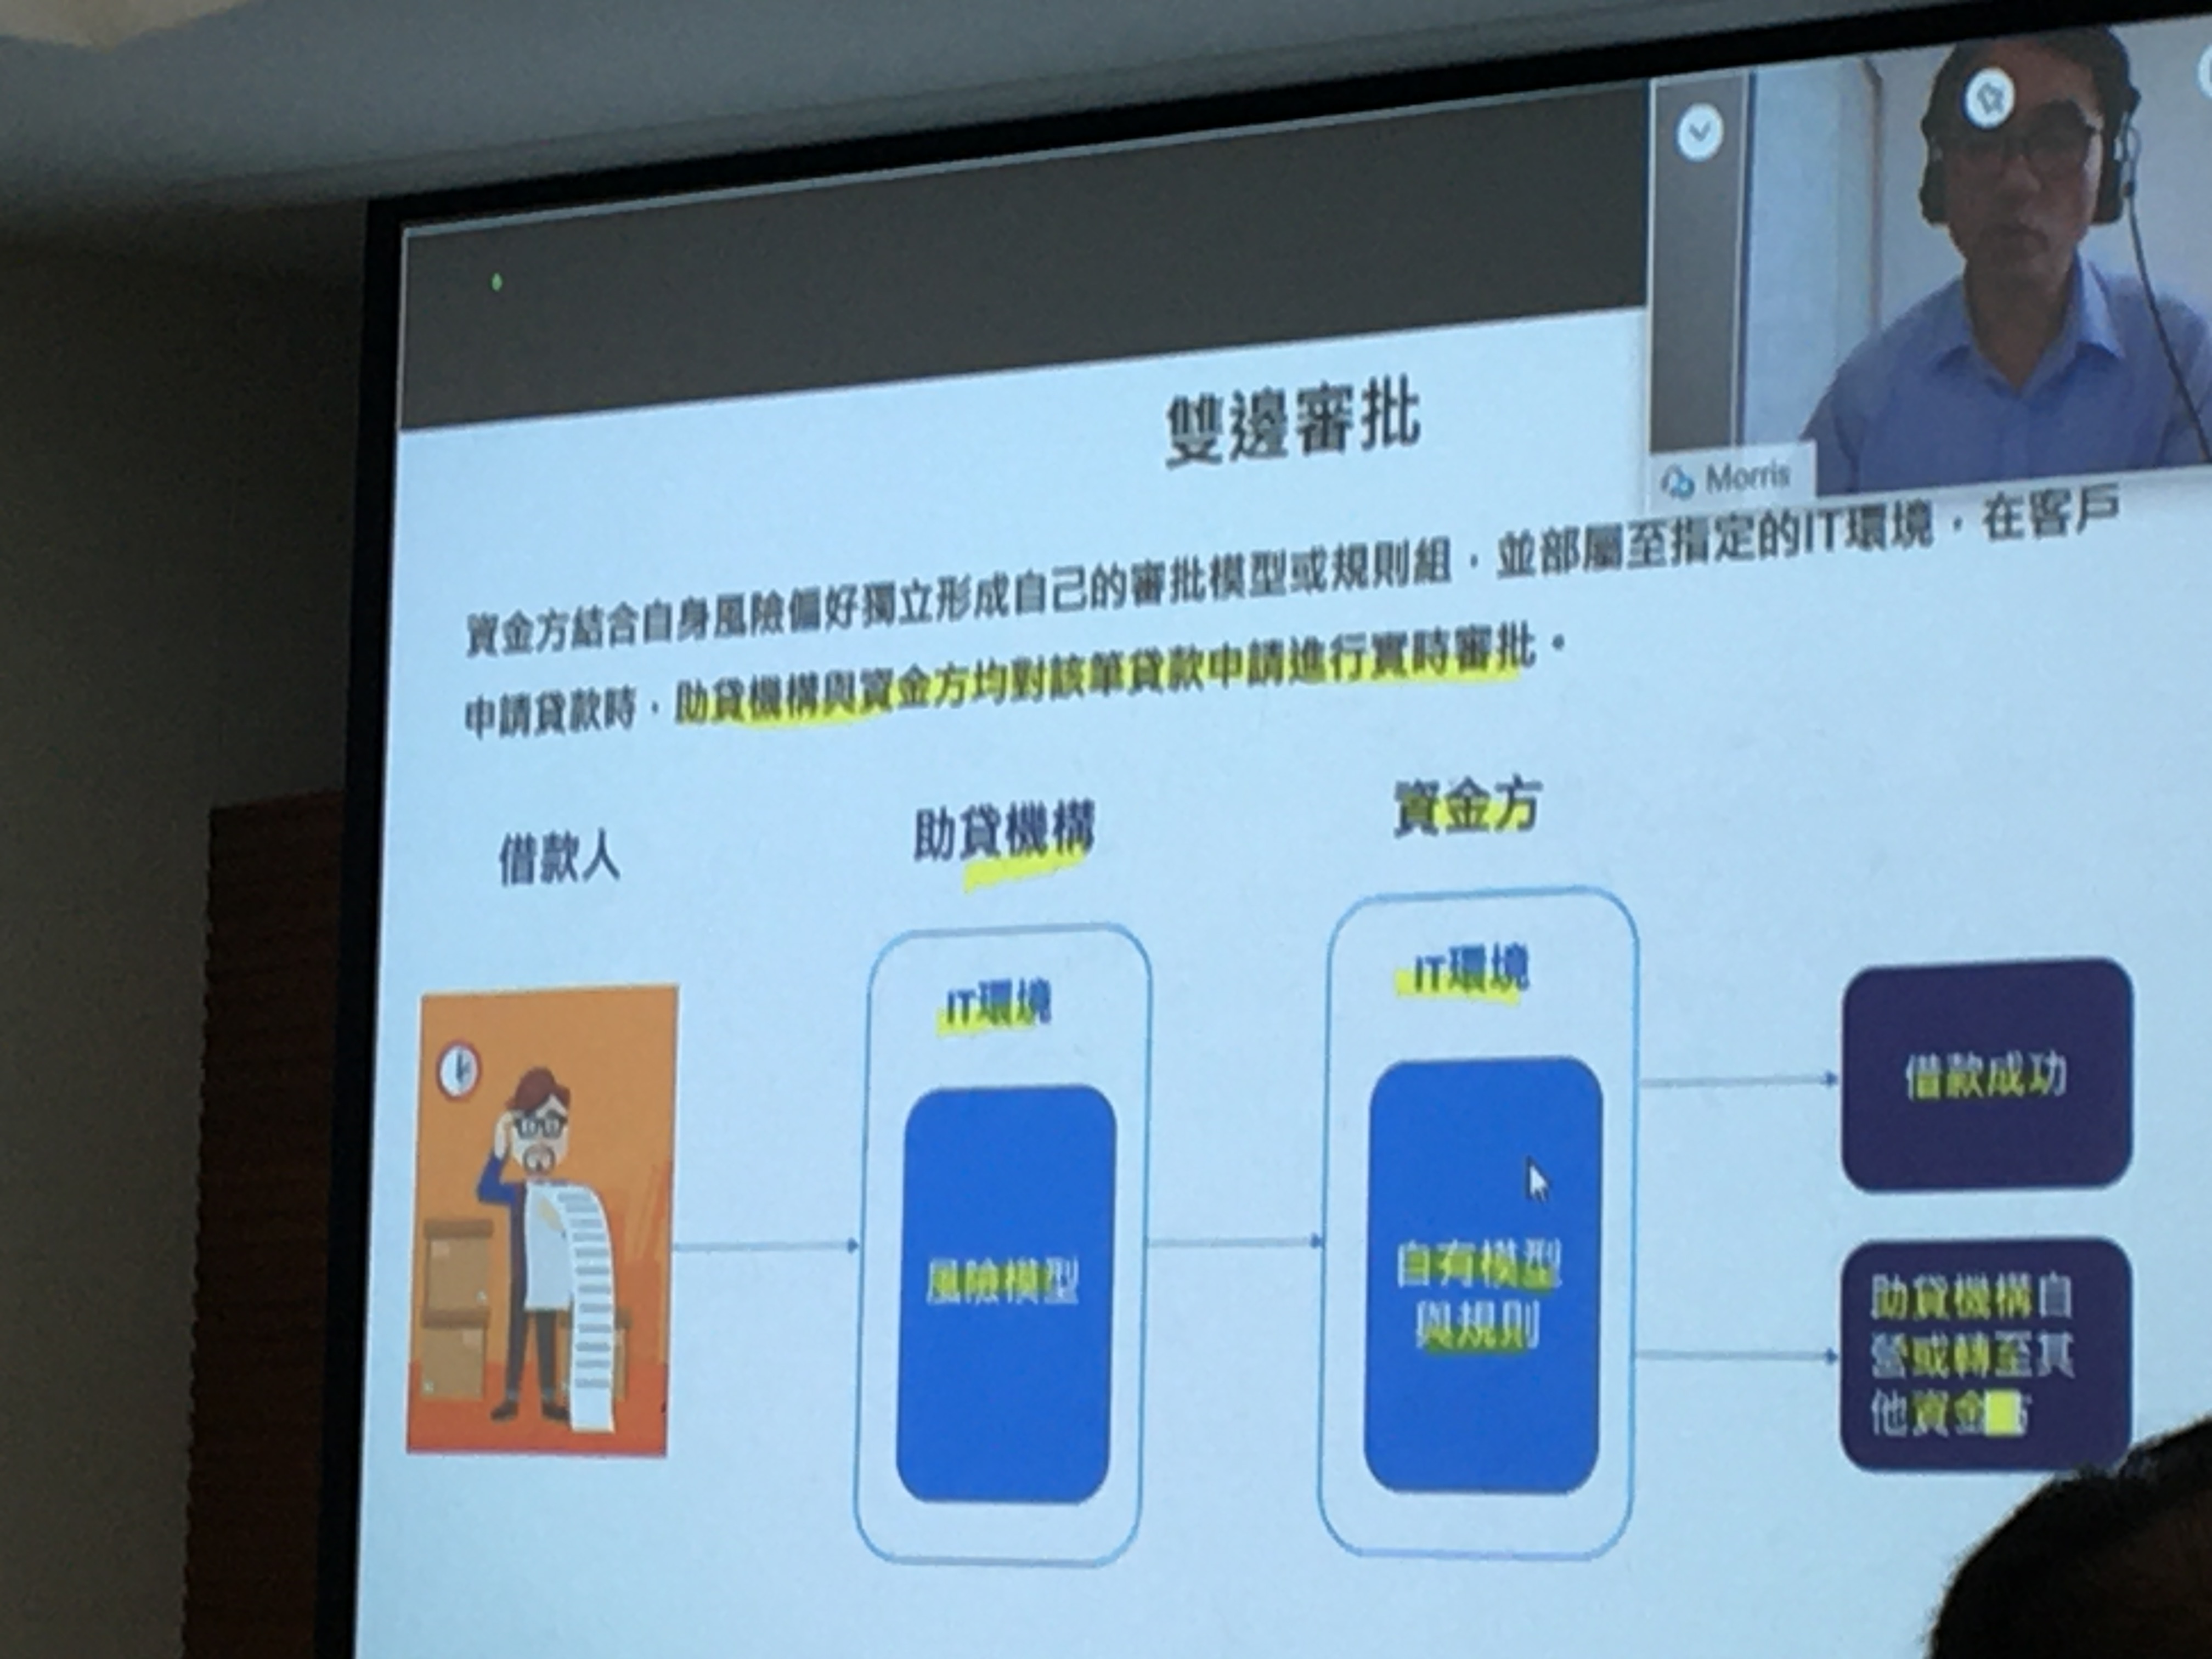 雙邊審批
Morris
資金方結合自身風險偏好獨立形成自己的審批模型或規則組，並部屬至指定的IT環境，在客戶
申請貸款時，助貸機構與資金方均對該筆貸款申請進行實時審批。
借款人
助貸機構
資金方
IT環境
IT環境
風險模型
自有模型
與規則
借款成功
助貸機構自
營或轉至其
他資金方